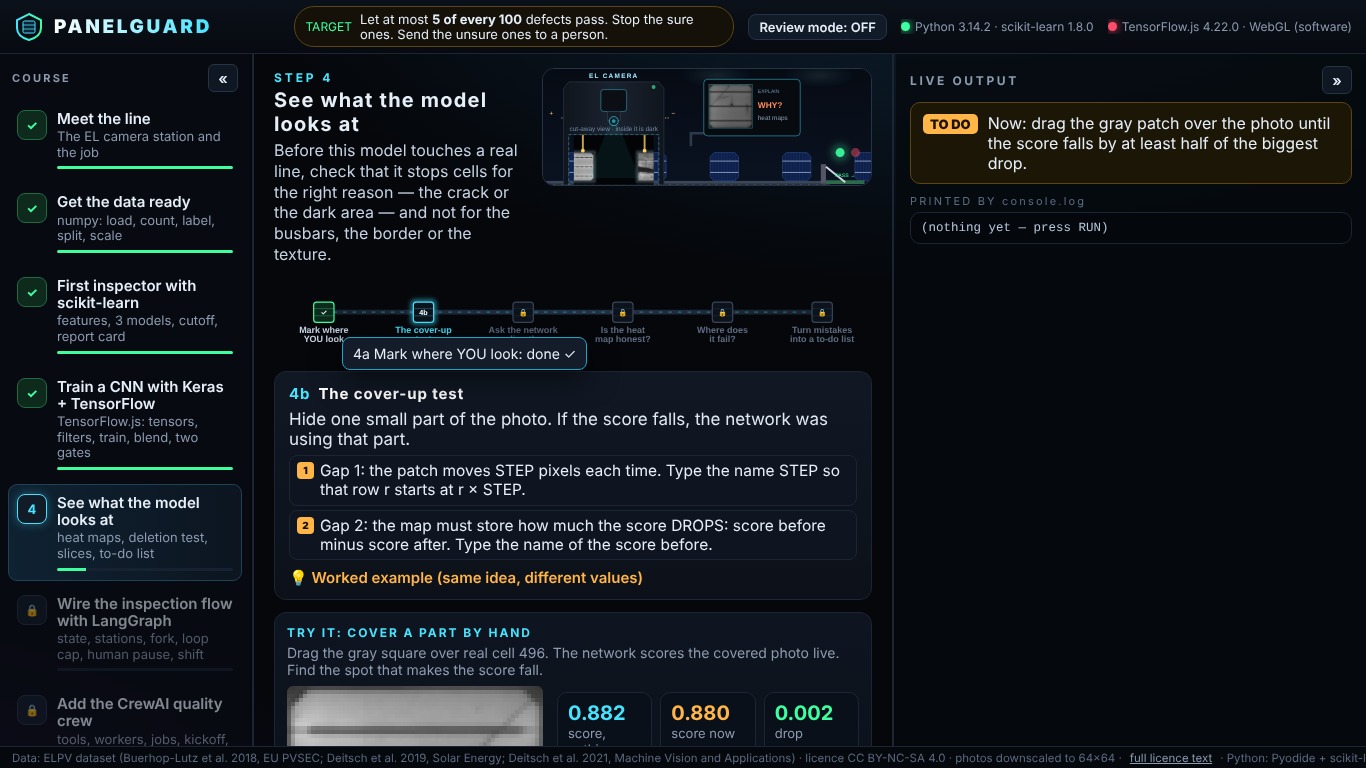 PANELGUARD
TARGET
Let at most 5 of every 100 defects pass. Stop the sure
ones. Send the unsure ones to a person.
Review mode: OFF
Python 3.14.2 · scikit-learn 1.8.0
TensorFlow.js 4.22.0 · WebGL (software)
COURSE
«
Meet the line
The EL camera station and
the job
Get the data ready
numpy: load, count, label,
split, scale
First inspector with
scikit-learn
features, 3 models, cutoff,
report card
Train a CNN with Keras
+ TensorFlow
TensorFlow.js: tensors,
filters, train, blend, two
gates
4
See what the model
looks at
heat maps, deletion test,
slices, to-do list
Wire the inspection flow
with LangGraph
state, stations, fork, loop
cap, human pause, shift
Add the CrewAI quality
crew
tools, workers, jobs, kickoff,
STEP 4
See what the model
looks at
Before this model touches a real
line, check that it stops cells for
the right reason — the crack or
the dark area — and not for the
busbars, the border or the
texture.
EL CAMERA
cut-away view · inside it is dark
EXPLAIN
WHY?
heat maps
4b
Mark where
YOU look
The cover-up
Ask the network
Is the heat
map honest?
Where does
it fail?
Turn mistakes
into a to-do list
4a Mark where YOU look: done ✓
4b The cover-up test
Hide one small part of the photo. If the score falls, the network was
using that part.
1 Gap 1: the patch moves STEP pixels each time. Type the name STEP so
that row r starts at r × STEP.
2 Gap 2: the map must store how much the score DROPS: score before
minus score after. Type the name of the score before.
💡 Worked example (same idea, different values)
TRY IT: COVER A PART BY HAND
Drag the gray square over real cell 496. The network scores the covered photo live.
Find the spot that makes the score fall.
0.882
score,
0.880
score now
0.002
drop
LIVE OUTPUT
»
TO DO
Now: drag the gray patch over the photo until
the score falls by at least half of the biggest
drop.
PRINTED BY console.log
(nothing yet — press RUN)
Data: ELPV dataset (Buerhop-Lutz et al. 2018, EU PVSEC; Deitsch et al. 2019, Solar Energy; Deitsch et al. 2021, Machine Vision and Applications) · licence CC BY-NC-SA 4.0 · photos downscaled to 64×64 · full licence text · Python: Pyodide + scikit-